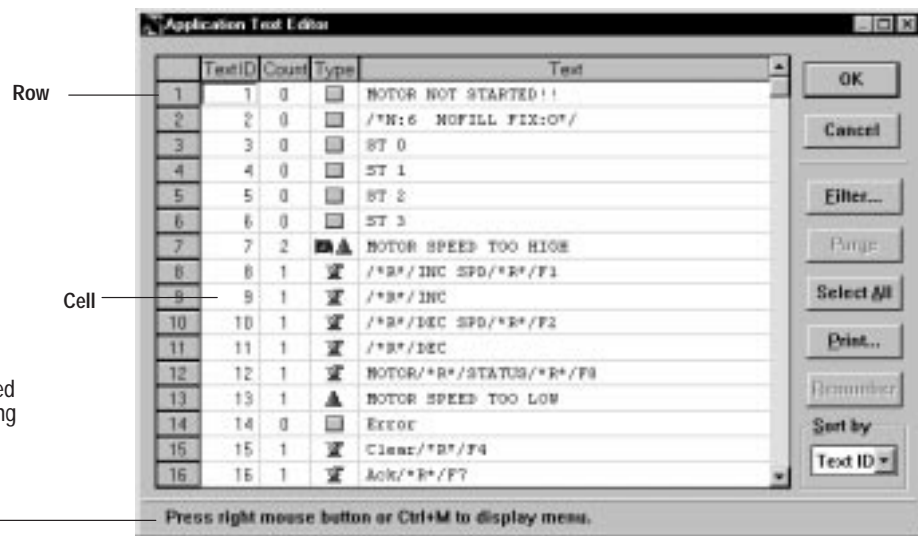 Application Text Editor
TextID Count Type Text
OK
Row
1 1 0 MOTOR NOT STARTED!!
2 2 0 /*N:6 NOFILL FIX:0*/
Cancel
3 3 0 ST 0
4 4 0 ST 1
5 5 0 ST 2
Filter...
6 6 0 ST 3
7 7 2 MOTOR SPEED TOO HIGH
Purge
8 8 1 /*R*/INC SPD/*R*/F1
Cell
9 9 1 /*R*/INC
Select All
10 10 1 /*R*/DEC SPD/*R*/F2
11 11 1 /*R*/DEC
Print...
12 12 1 MOTOR/*R*/STATUS/*R*/F8
ed
ng
13 13 1 MOTOR SPEED TOO LOW
Renumber
14 14 0 Error
Sort by
15 15 1 Clear/*R*/F4
Text ID
16 16 1 Ack/*R*/F7
Press right mouse button or Ctrl+M to display menu.